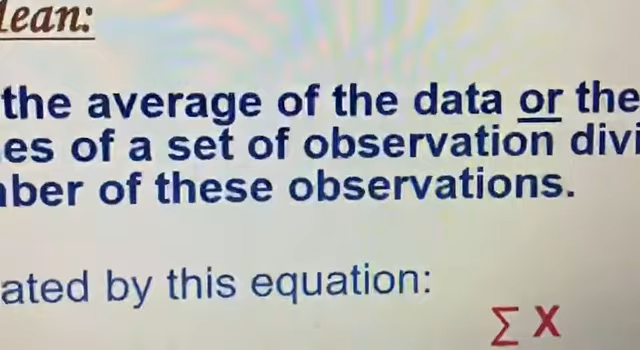 lean:
the average of the data or the
es of a set of observation divi
ber of these observations.
ated by this equation:
Σ X